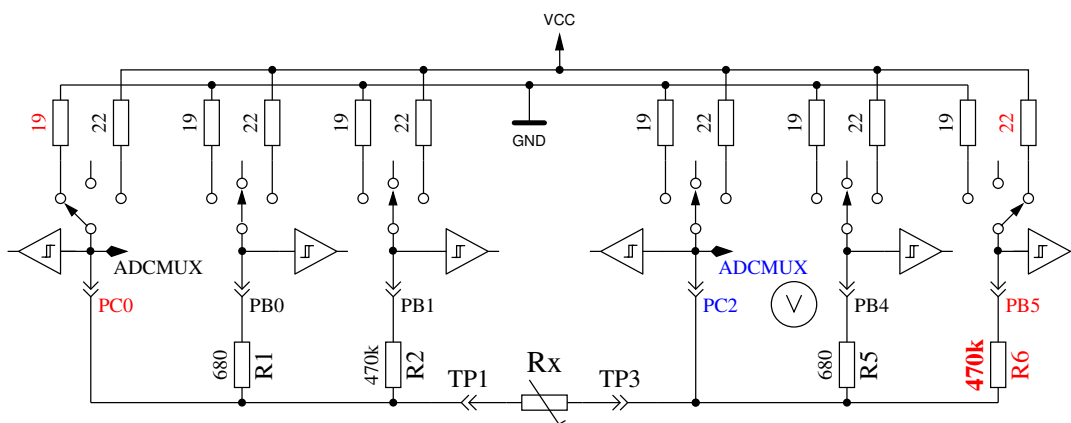 VCC
19
22
19
22
19
22
GND
19
22
19
22
19
22
ADCMUX
ADCMUX
PC0
PB0
PB1
PC2
V
PB4
PB5
680
R1
470k
R2
TP1
Rx
TP3
680
R5
470k
R6